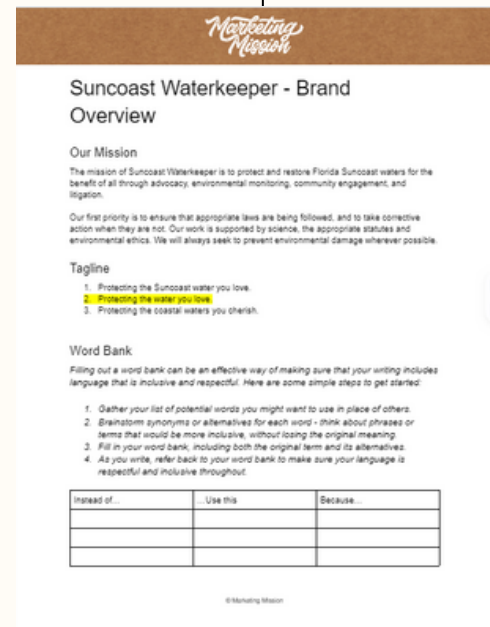 Marketing
Mission
Suncoast Waterkeeper - Brand
Overview
Our Mission
The mission of Suncoast Waterkeeper is to protect and restore Florida Suncoast waters for the
benefit of all through advocacy, environmental monitoring, community engagement, and
litigation.
Our first priority is to ensure that appropriate laws are being followed, and to take corrective
action when they are not. Our work is supported by science, the appropriate statutes and
environmental ethics. We will always seek to prevent environmental damage wherever possible.
Tagline
1. Protecting the Suncoast water you love.
2. Protecting the water you love.
3. Protecting the coastal waters you cherish.
Word Bank
Filling out a word bank can be an effective way of making sure that your writing includes
language that is inclusive and respectful. Here are some simple steps to get started:
1. Gather your list of potential words you might want to use in place of others.
2. Brainstorm synonyms or alternatives for each word - think about phrases or
terms that would be more inclusive, without losing the original meaning.
3. Fill in your word bank, including both the original term and its alternatives.
4. As you write, refer back to your word bank to make sure your language is
respectful and inclusive throughout.
Instead of... ...Use this Because...
© Marketing Mission